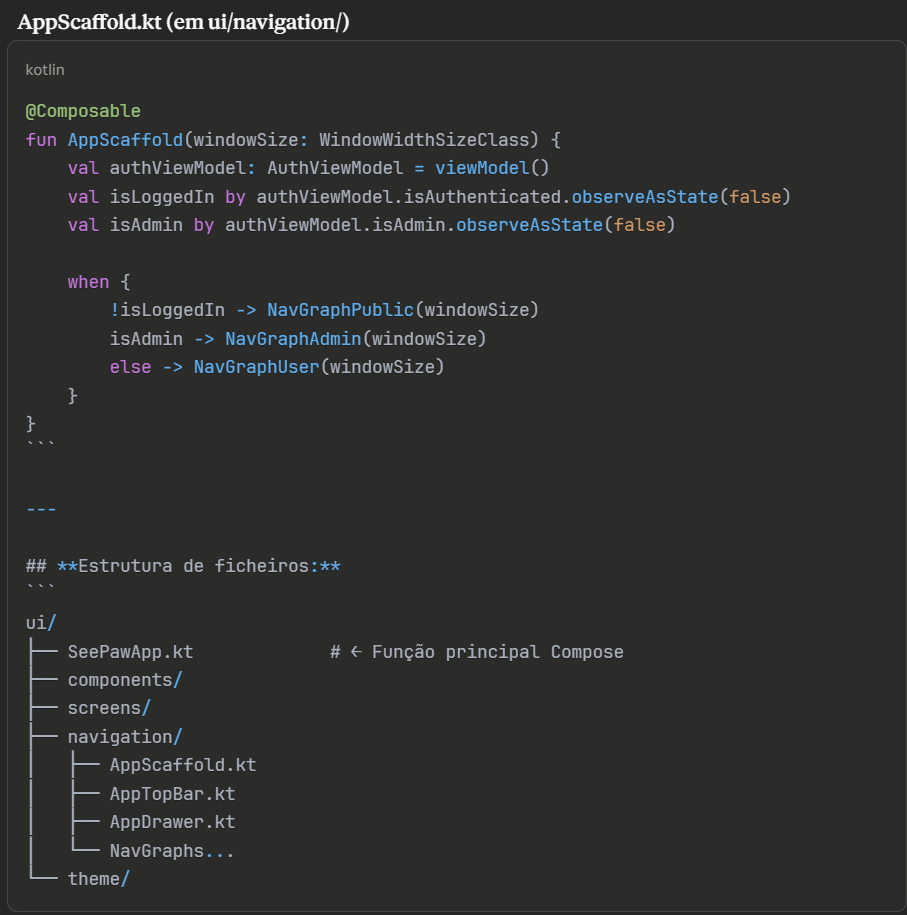 AppScaffold.kt (em ui/navigation/)
kotlin
@Composable
fun AppScaffold(windowSize: WindowWidthSizeClass) {
    val authViewModel: AuthViewModel = viewModel()
    val isLoggedIn by authViewModel.isAuthenticated.observeAsState(false)
    val isAdmin by authViewModel.isAdmin.observeAsState(false)

    when {
        !isLoggedIn -> NavGraphPublic(windowSize)
        isAdmin -> NavGraphAdmin(windowSize)
        else -> NavGraphUser(windowSize)
    }
}
```

---

## **Estrutura de ficheiros:**
```
ui/
├── SeePawApp.kt             # ← Função principal Compose
├── components/
├── screens/
├── navigation/
│   ├── AppScaffold.kt
│   ├── AppTopBar.kt
│   ├── AppDrawer.kt
│   └── NavGraphs...
└── theme/